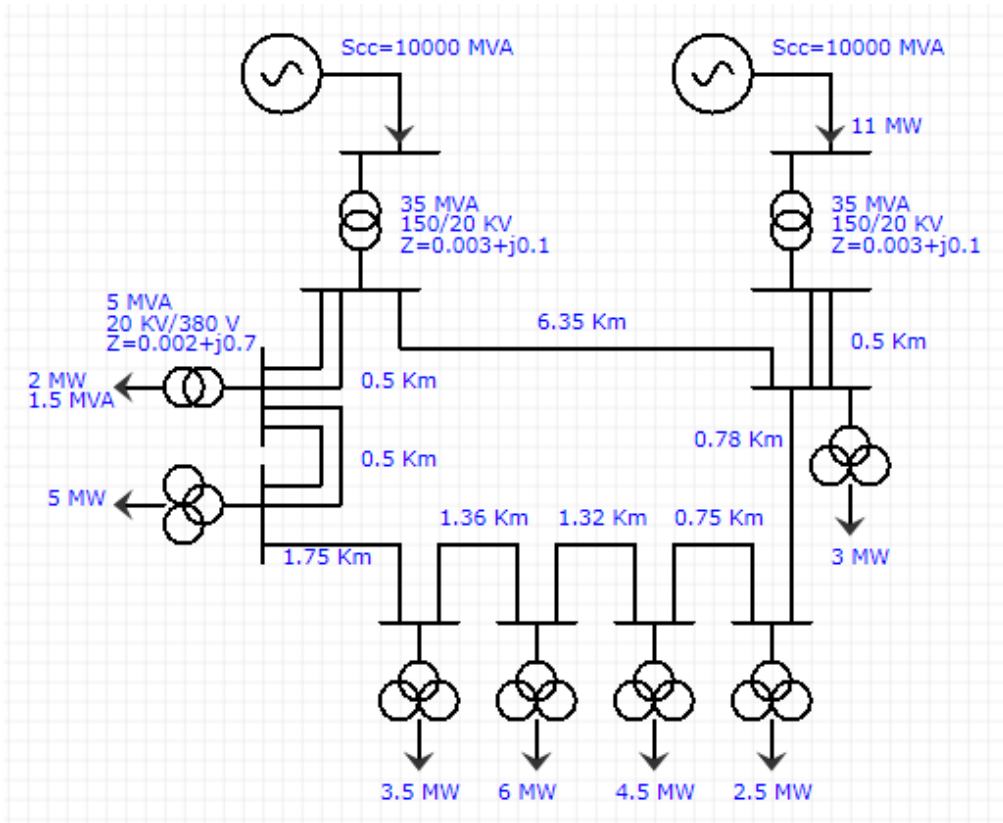 Scc=10000 MVA
Scc=10000 MVA
11 MW
35 MVA
150/20 KV
Z=0.003+j0.1
35 MVA
150/20 KV
Z=0.003+j0.1
5 MVA
20 KV/380 V
Z=0.002+j0.7
6.35 Km
0.5 Km
2 MW
1.5 MVA
0.5 Km
0.78 Km
0.5 Km
5 MW
1.36 Km
1.32 Km
0.75 Km
1.75 Km
3 MW
3.5 MW
6 MW
4.5 MW
2.5 MW